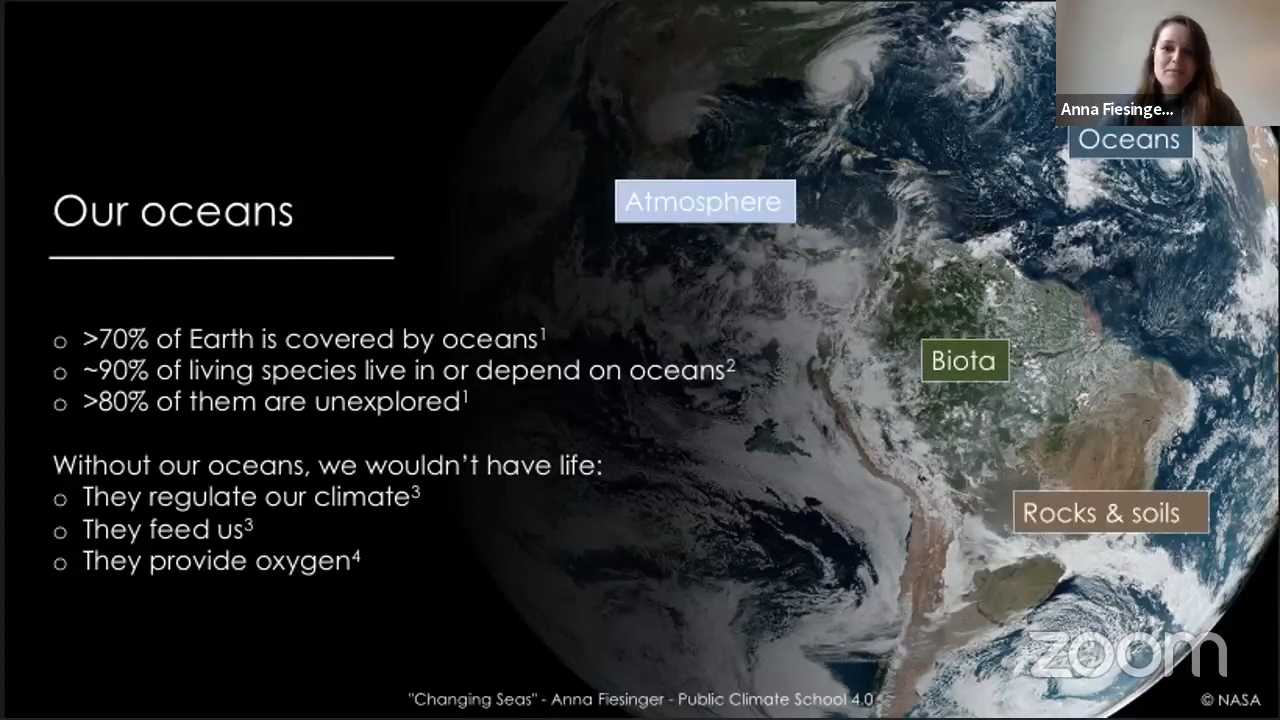 Anna Fiesinge...
Oceans
Atmosphere
Our oceans
○ >70% of Earth is covered by oceans¹
○ ~90% of living species live in or depend on oceans²
○ >80% of them are unexplored¹
Biota
Without our oceans, we wouldn't have life:
○ They regulate our climate³
○ They feed us³
○ They provide oxygen⁴
Rocks & soils
zoom
"Changing Seas" - Anna Fiesinger - Public Climate School 4.0
© NASA